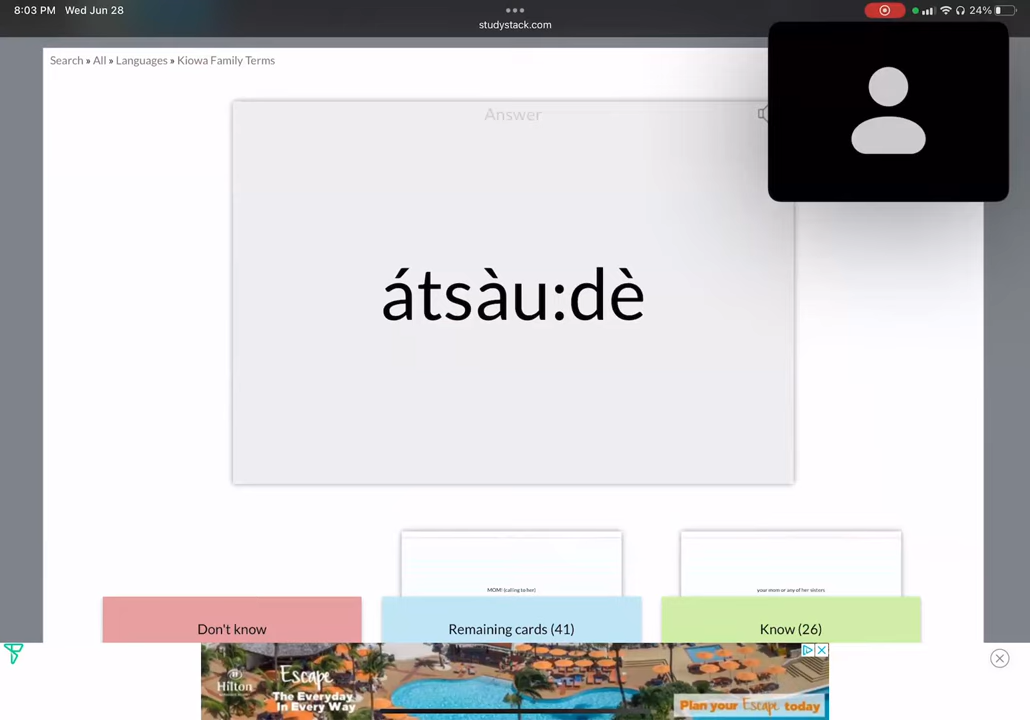 8:03 PM Wed Jun 28
24%
studystack.com
Search » All » Languages » Kiowa Family Terms
Answer
átsàu:dè
MOM! (calling to her)
your mom or any of her sisters
Don't know
Remaining cards (41)
Know (26)
Hilton
Escape
The Everyday
In Every Way
Plan your Escape today